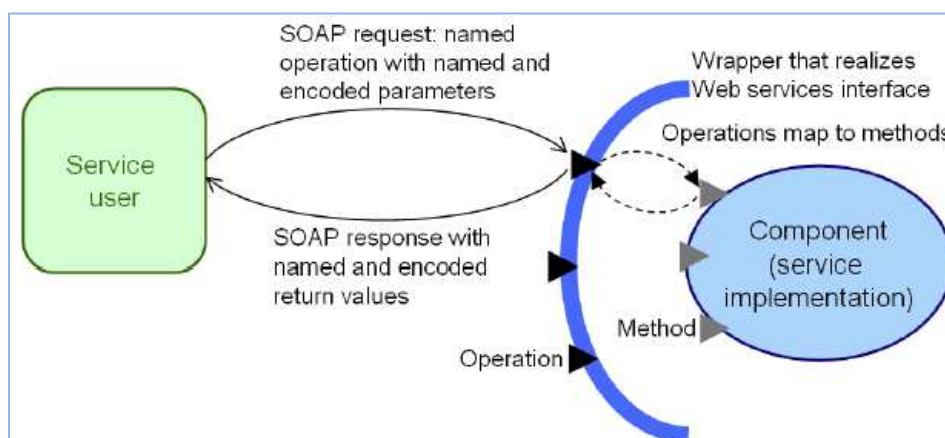 SOAP request: named
operation with named and
encoded parameters
Wrapper that realizes
Web services interface
Operations map to methods
Service
user
Component
(service
implementation)
SOAP response with
named and encoded
return values
Method
Operation